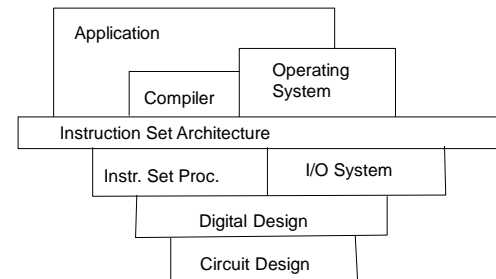 Application
Operating
System
Compiler
Instruction Set Architecture
Instr. Set Proc.
I/O System
Digital Design
Circuit Design